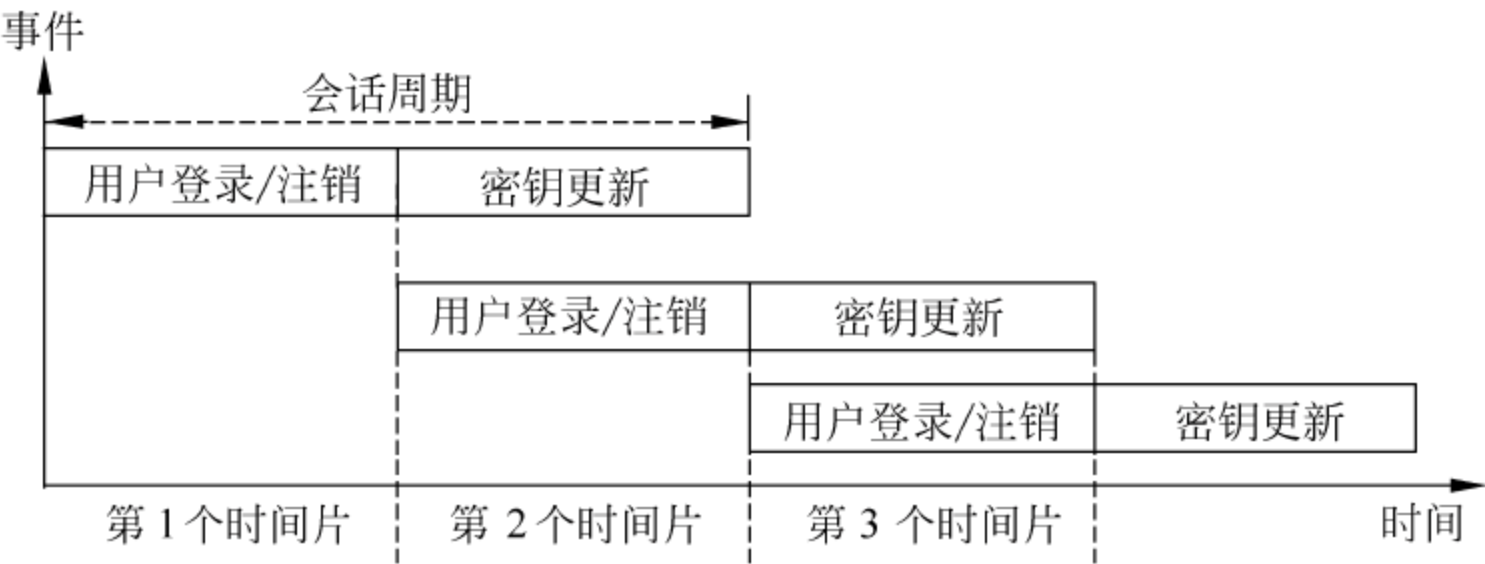 事件
会话周期
用户登录/注销 密钥更新
用户登录/注销 密钥更新
用户登录/注销 密钥更新
第 1 个时间片 第 2 个时间片 第 3 个时间片 时间